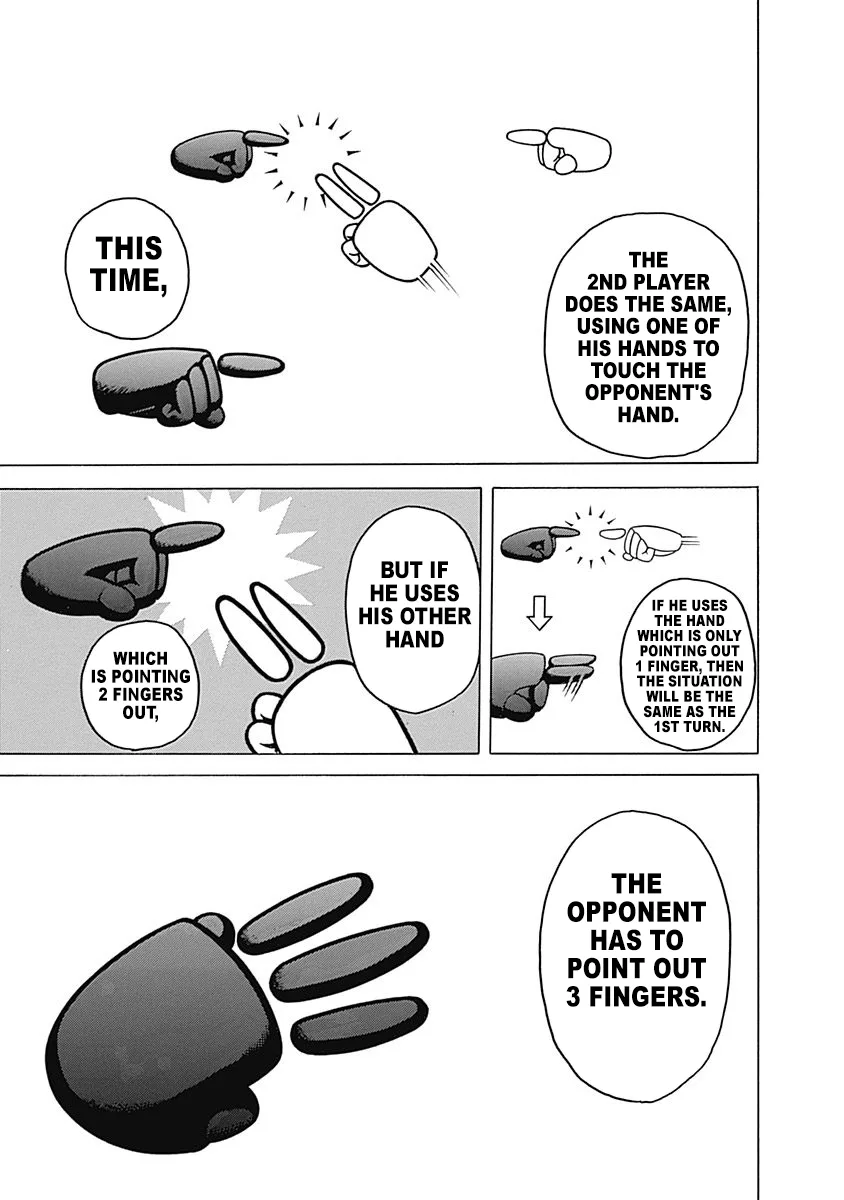 THE
2ND PLAYER
DOES THE SAME,
USING ONE OF
HIS HANDS TO
TOUCH THE
OPPONENT'S
HAND.
THIS
TIME,
IF HE USES
THE HAND
WHICH IS ONLY
POINTING OUT
1 FINGER, THEN
THE SITUATION
WILL BE THE
SAME AS THE
1ST TURN.
BUT IF
HE USES
HIS OTHER
HAND
WHICH
IS POINTING
2 FINGERS
OUT,
THE
OPPONENT
HAS TO
POINT OUT
3 FINGERS.